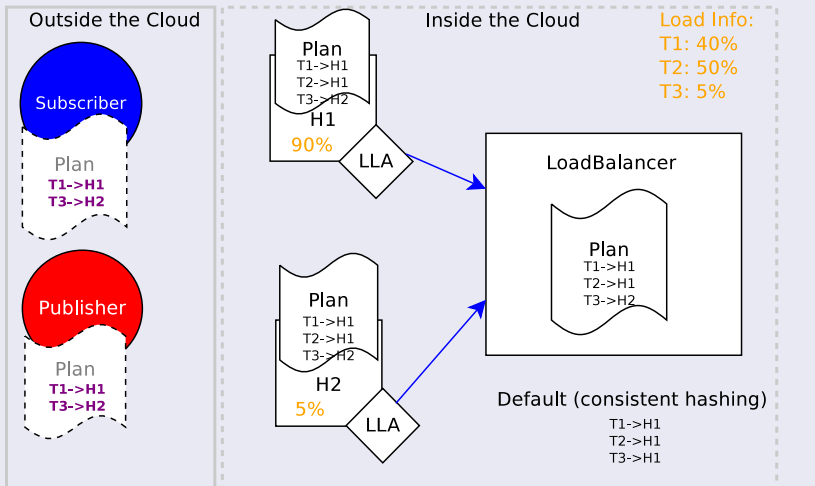 Outside the Cloud
Subscriber
Plan
T1->H1
T3->H2
Publisher
Plan
T1->H1
T3->H2
Inside the Cloud
Load Info:
T1: 40%
T2: 50%
T3: 5%
Plan
T1->H1
T2->H1
T3->H2
H1
90%
LLA
LoadBalancer
Plan
T1->H1
T2->H1
T3->H2
Plan
T1->H1
T2->H1
T3->H2
H2
5%
LLA
Default (consistent hashing)
T1->H1
T2->H1
T3->H1